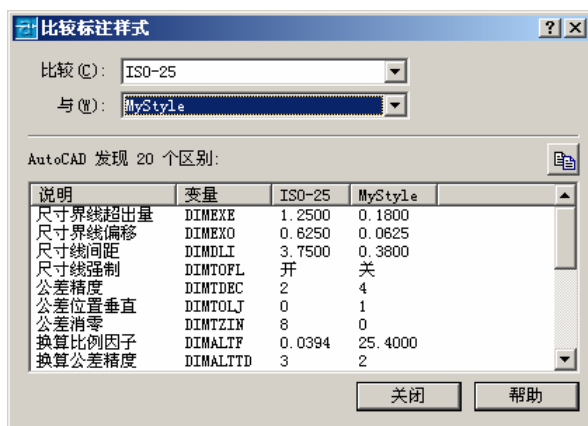 比较标注样式
比较(C): ISO-25
与(W): MyStyle
AutoCAD 发现 20 个区别:
说明 变量 ISO-25 MyStyle
尺寸界线超出量 DIMEXE 1.2500 0.1800
尺寸界线偏移 DIMEXO 0.6250 0.0625
尺寸线间距 DIMDLI 3.7500 0.3800
尺寸线强制 DIMTOFL 开 关
公差精度 DIMTDEC 2 4
公差位置垂直 DIMTOLJ 0 1
公差消零 DIMTZIN 8 0
换算比例因子 DIMALTF 0.0394 25.4000
换算公差精度 DIMALTTD 3 2
关闭 帮助